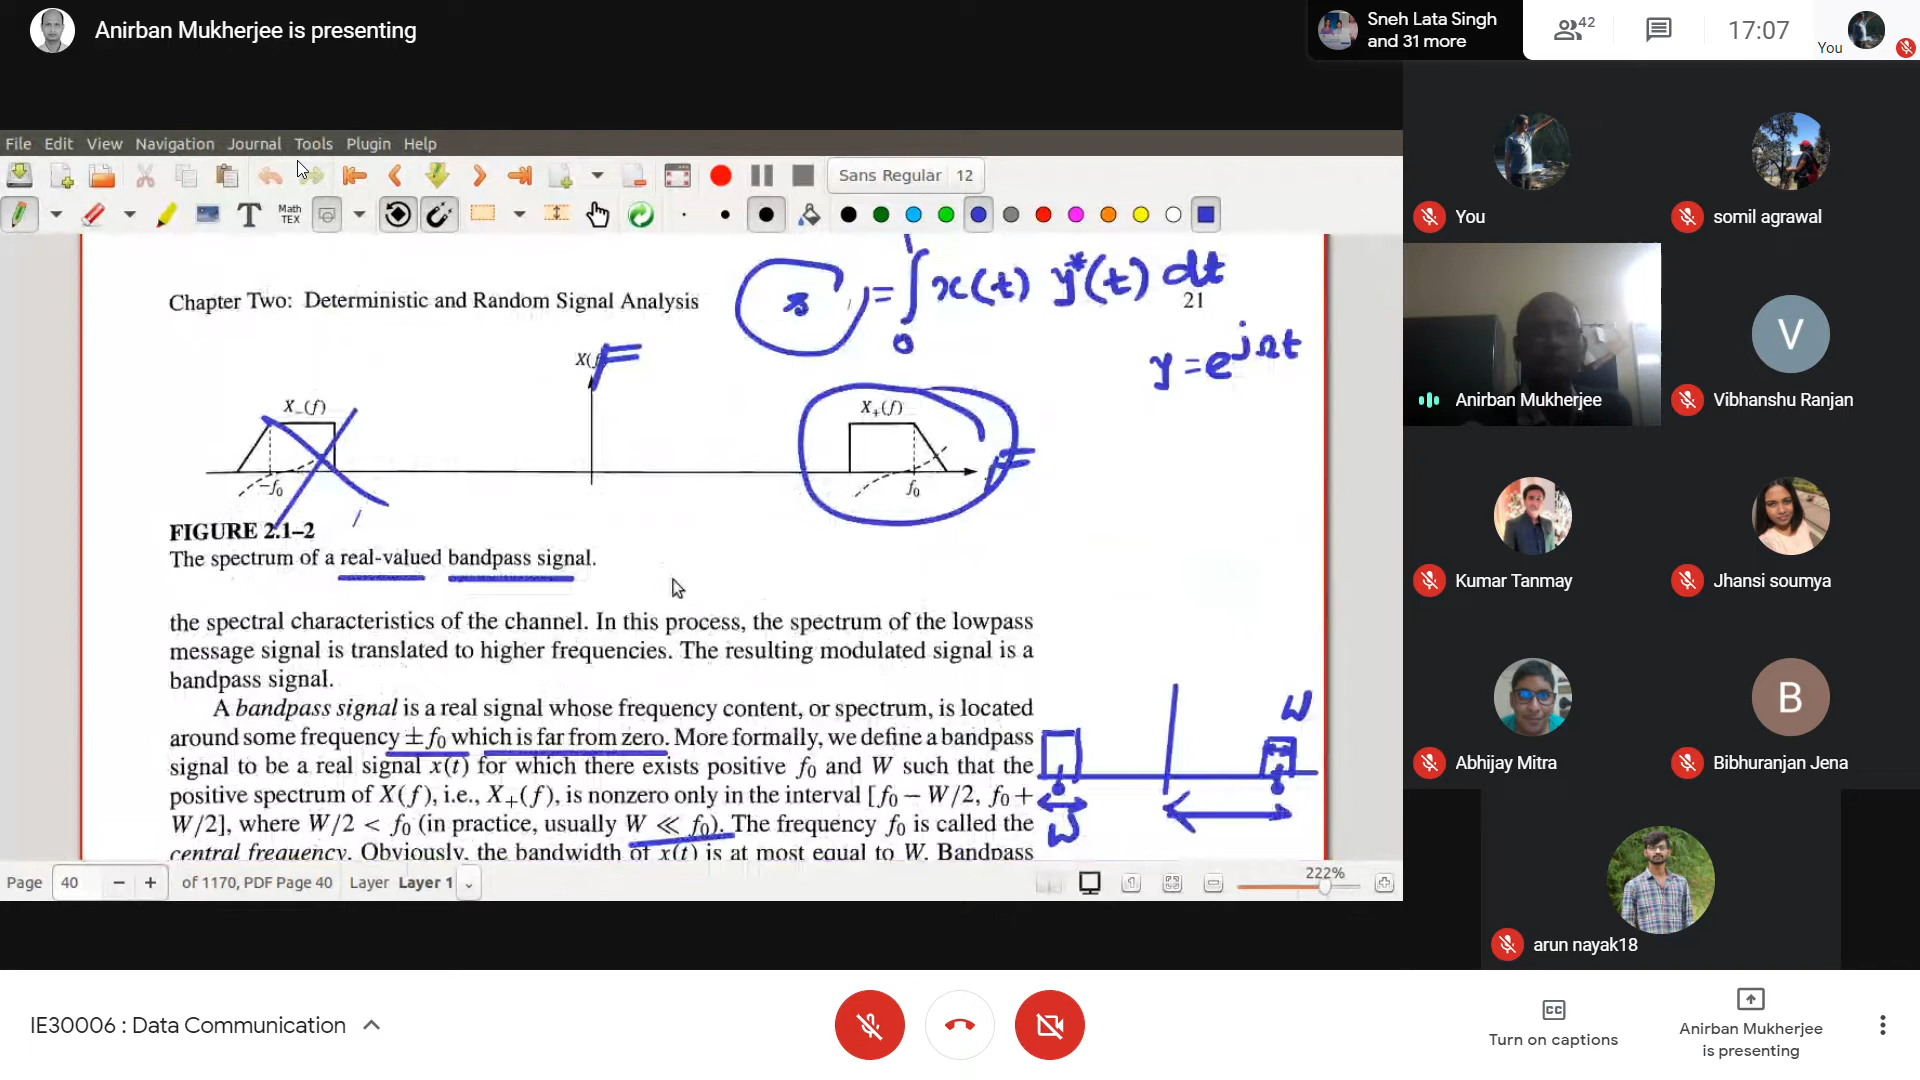 Anirban Mukherjee is presenting
Sneh Lata Singh
and 31 more
42
17:07
You
File Edit View Navigation Journal Tools Plugin Help
Sans Regular 12
T
Math
TEX
= ∫ x(t) y*(t) dt
0
Chapter Two: Deterministic and Random Signal Analysis
21
y = e^jΩt
X(f
X₋(f)
X₊(f)
−f₀
f₀
FIGURE 2.1–2
The spectrum of a real-valued bandpass signal.
the spectral characteristics of the channel. In this process, the spectrum of the lowpass
message signal is translated to higher frequencies. The resulting modulated signal is a
bandpass signal.
A bandpass signal is a real signal whose frequency content, or spectrum, is located
around some frequency ± f₀ which is far from zero. More formally, we define a bandpass
signal to be a real signal x(t) for which there exists positive f₀ and W such that the
positive spectrum of X(f), i.e., X₊(f), is nonzero only in the interval [f₀ − W/2, f₀ +
W/2], where W/2 < f₀ (in practice, usually W ≪ f₀). The frequency f₀ is called the
central frequency. Obviously, the bandwidth of x(t) is at most equal to W. Bandpass
W
W
Page 40 − + of 1170, PDF Page 40 Layer Layer 1
222%
You
somil agrawal
Anirban Mukherjee
V
Vibhanshu Ranjan
Kumar Tanmay
Jhansi soumya
Abhijay Mitra
B
Bibhuranjan Jena
arun nayak18
IE30006 : Data Communication
CC
Turn on captions
Anirban Mukherjee
is presenting